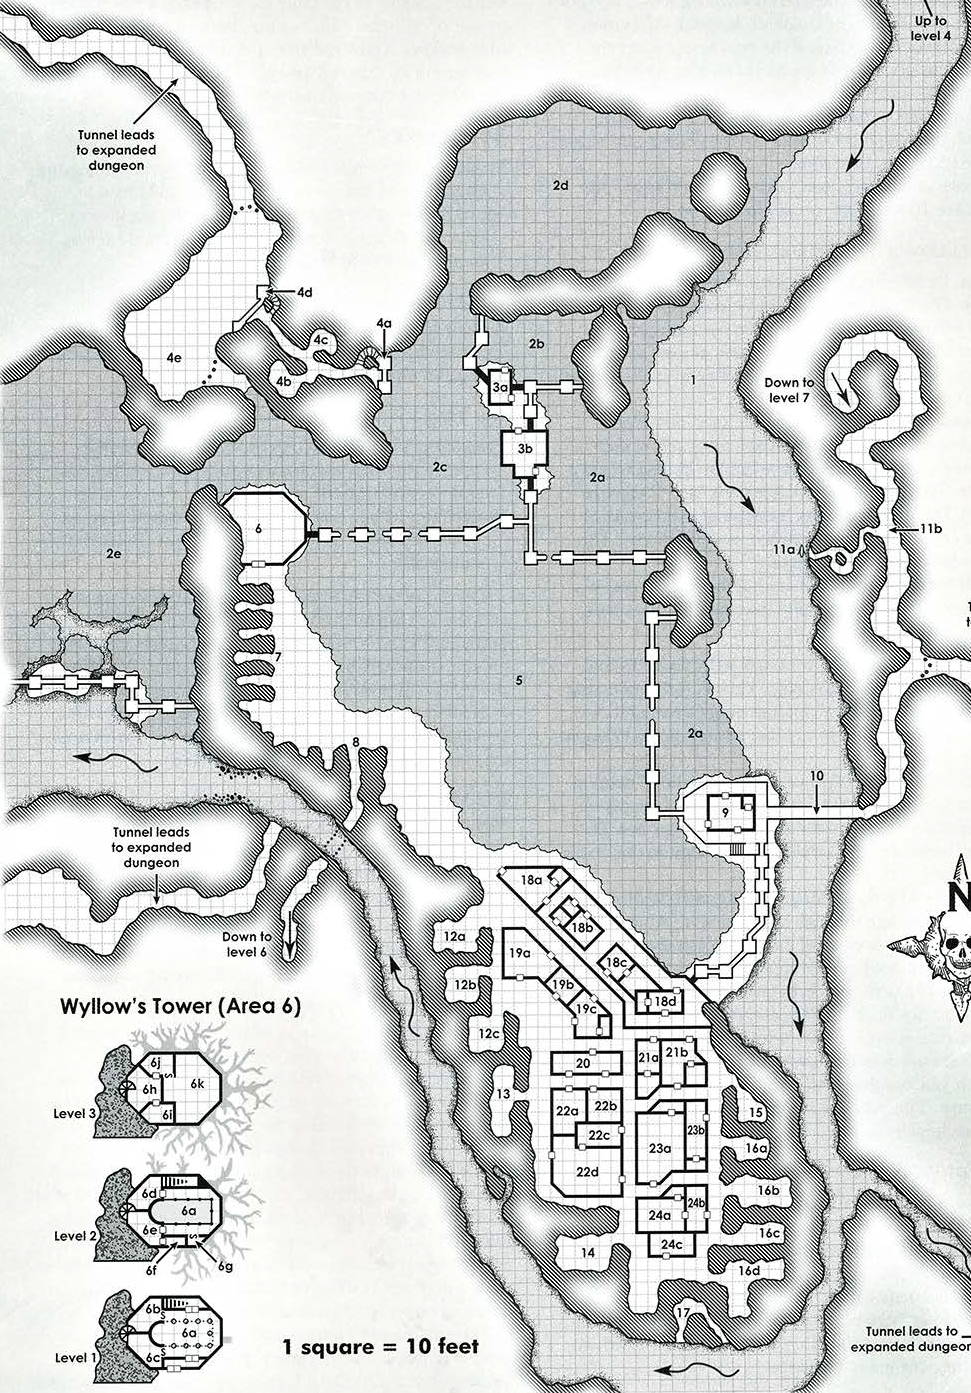 Up to
level 4
Tunnel leads
to expanded
dungeon
2d
4d
4a
4c
2b
4e
4b
3a
1
Down to
level 7
3b
2c
2a
6
11b
11a
2e
7
5
8
2a
10
9
Tunnel leads
to expanded
dungeon
18a
18b
12a
Down to
level 6
19a
18c
12b
19b
18d
19c
N
12c
Wyllow's Tower (Area 6)
6j
S
6k
6h
6i
Level 3
20
21a
21b
13
22a
22b
15
22c
23b
23a
16a
22d
6d
6a
6e
S
Level 2
6f
6g
16b
24a
24b
16c
14
24c
16d
6b
S
6a
S
6c
Level 1
17
1 square = 10 feet
Tunnel leads to
expanded dungeon